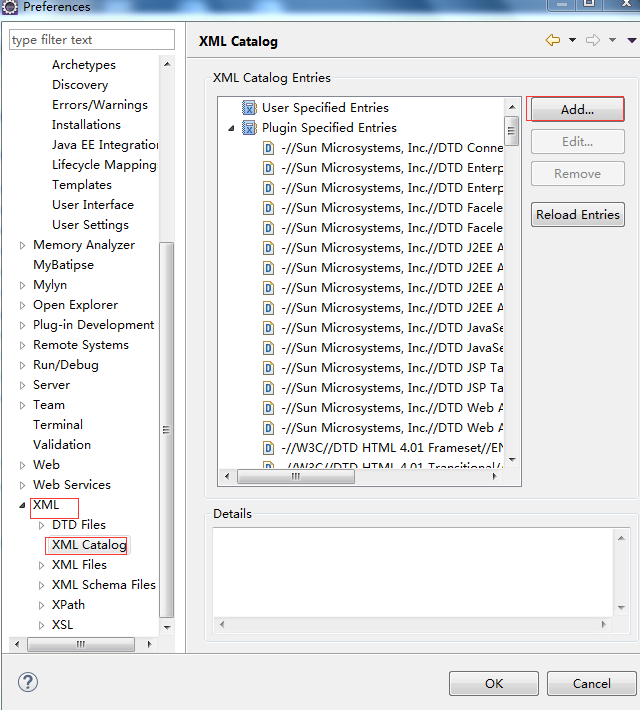 Preferences
type filter text
Archetypes
Discovery
Errors/Warnings
Installations
Java EE Integration
Lifecycle Mapping
Templates
User Interface
User Settings
Memory Analyzer
MyBatipse
Mylyn
Open Explorer
Plug-in Development
Remote Systems
Run/Debug
Server
Team
Terminal
Validation
Web
Web Services
XML
DTD Files
XML Catalog
XML Files
XML Schema Files
XPath
XSL
XML Catalog
XML Catalog Entries
User Specified Entries
Plugin Specified Entries
-//Sun Microsystems, Inc.//DTD Conne
-//Sun Microsystems, Inc.//DTD Enterp
-//Sun Microsystems, Inc.//DTD Enterp
-//Sun Microsystems, Inc.//DTD Facele
-//Sun Microsystems, Inc.//DTD Facele
-//Sun Microsystems, Inc.//DTD J2EE A
-//Sun Microsystems, Inc.//DTD J2EE A
-//Sun Microsystems, Inc.//DTD J2EE A
-//Sun Microsystems, Inc.//DTD J2EE A
-//Sun Microsystems, Inc.//DTD JavaSe
-//Sun Microsystems, Inc.//DTD JavaSe
-//Sun Microsystems, Inc.//DTD JSP Ta
-//Sun Microsystems, Inc.//DTD JSP Ta
-//Sun Microsystems, Inc.//DTD Web A
-//Sun Microsystems, Inc.//DTD Web A
-//W3C//DTD HTML 4.01 Frameset//EN
-//W3C//DTD HTML 4.01 Transitional//
Add...
Edit...
Remove
Reload Entries
Details
?
OK
Cancel